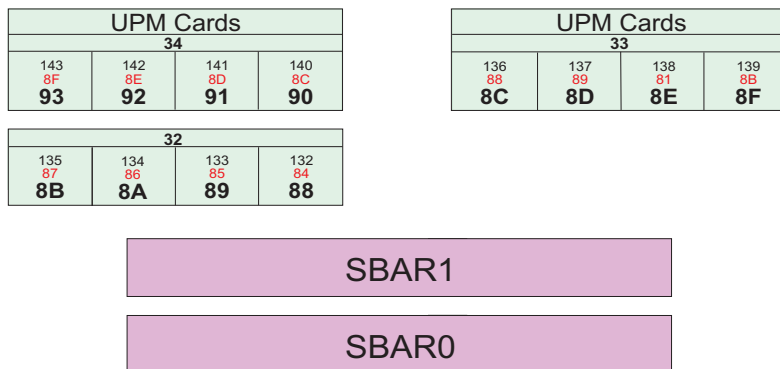 UPM Cards
34
143 142 141 140
8F 8E 8D 8C
93 92 91 90
UPM Cards
33
136 137 138 139
88 89 81 8B
8C 8D 8E 8F
32
135 134 133 132
87 86 85 84
8B 8A 89 88
SBAR1
SBAR0